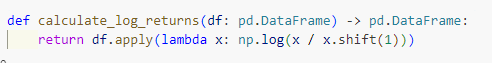 def calculate_log_returns(df: pd.DataFrame) -> pd.DataFrame:
    return df.apply(lambda x: np.log(x / x.shift(1)))